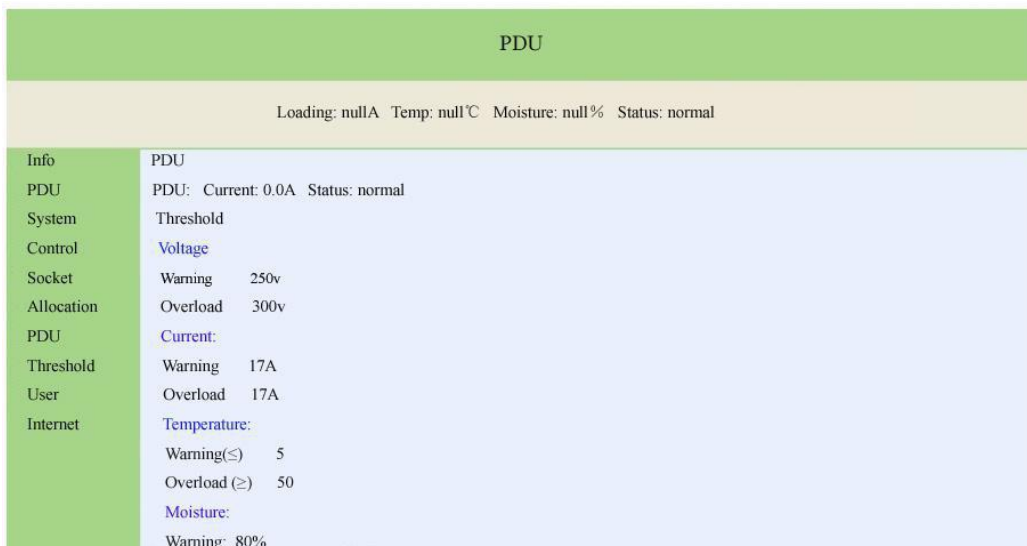 PDU
Loading: nullA Temp: null℃ Moisture: null% Status: normal
Info
PDU
System
Control
Socket
Allocation
PDU
Threshold
User
Internet
PDU
PDU: Current: 0.0A Status: normal
Threshold
Voltage
Warning 250v
Overload 300v
Current:
Warning 17A
Overload 17A
Temperature:
Warning(≤) 5
Overload (≥) 50
Moisture:
Warning: 80%